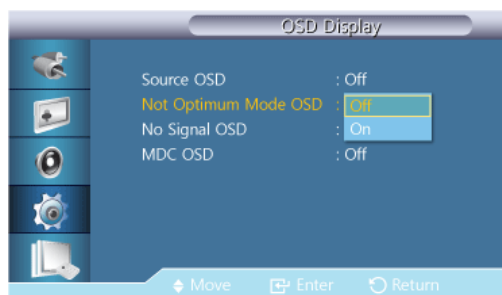 OSD Display
Source OSD : Off
Not Optimum Mode OSD : Off
No Signal OSD : On
MDC OSD : Off
Move Enter Return